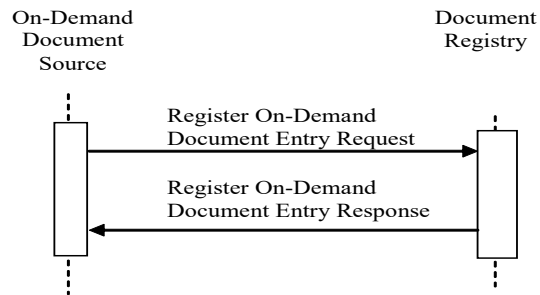 On-Demand
Document
Source
Document
Registry
Register On-Demand
Document Entry Request
Register On-Demand
Document Entry Response